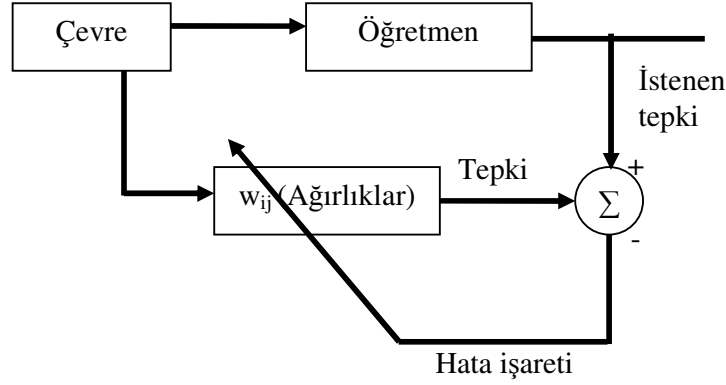 Çevre
Öğretmen
İstenen
tepki
wij (Ağırlıklar)
Tepki
+
Σ
-
Hata işareti